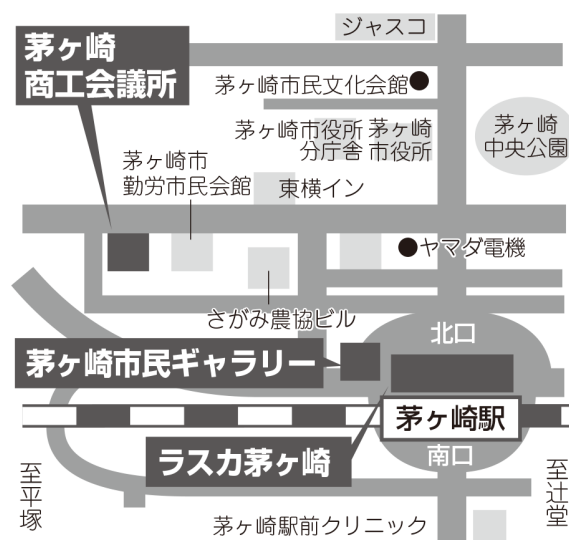 ジャスコ
茅ヶ崎
商工会議所
茅ヶ崎市民文化会館
茅ヶ崎市役所
分庁舎
茅ヶ崎
市役所
茅ヶ崎
中央公園
茅ヶ崎市
勤労市民会館
東横イン
ヤマダ電機
さがみ農協ビル
北口
茅ヶ崎市民ギャラリー
茅ヶ崎駅
ラスカ茅ヶ崎
南口
至平塚
至辻堂
茅ヶ崎駅前クリニック